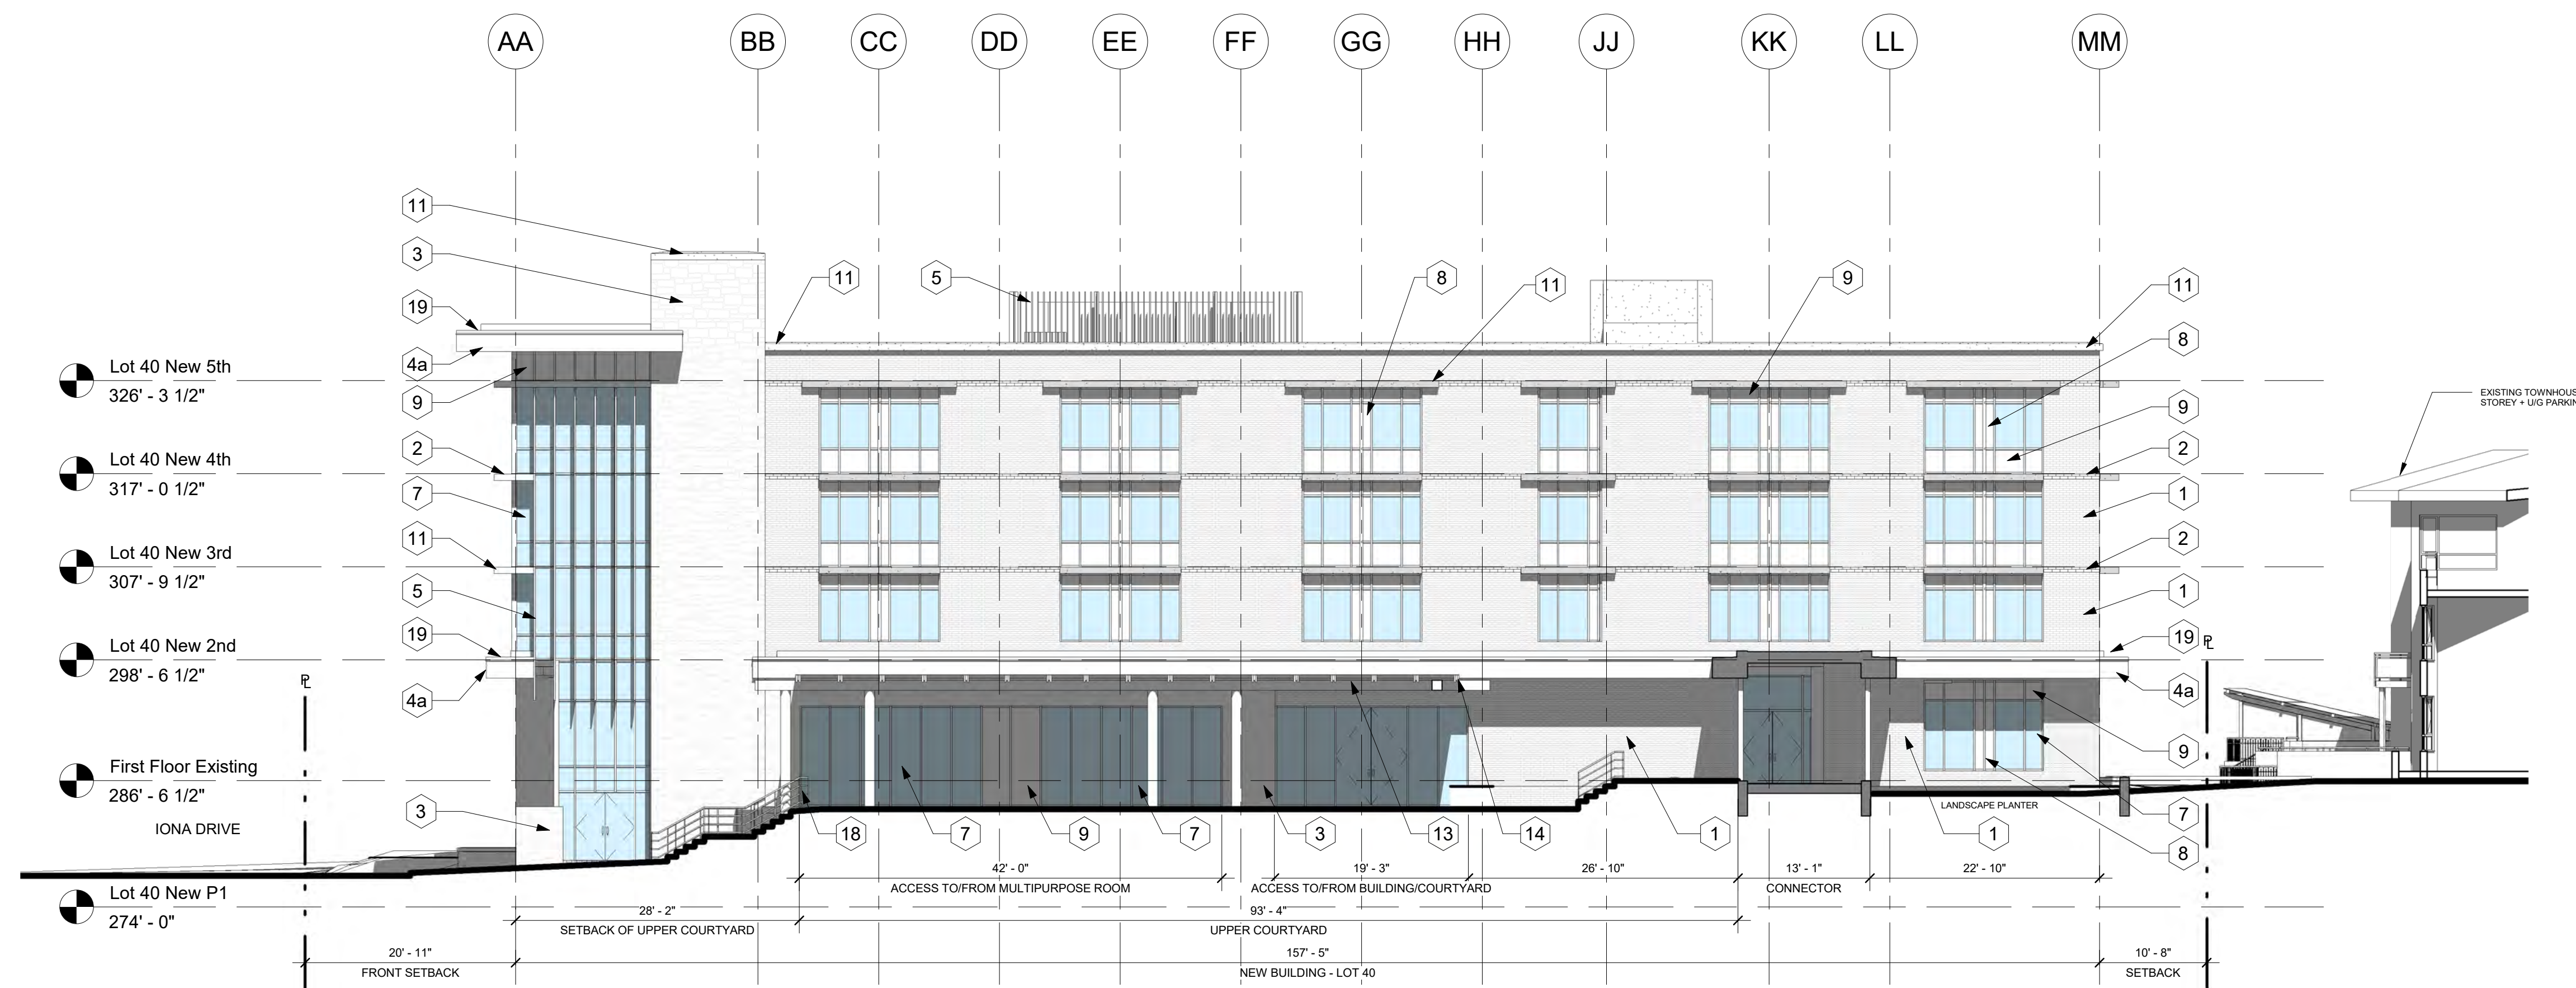 AA BB CC DD EE FF GG HH JJ KK LL MM
11
3
11 5 8 11 9 11
19
8
4a
Lot 40 New 5th
326' - 3 1/2"
9
9
EXISTING TOWNHOUS
STOREY + U/G PARKIN
2
2
Lot 40 New 4th
317' - 0 1/2"
7
1
11
2
Lot 40 New 3rd
307' - 9 1/2"
5
1
19
19 PL
Lot 40 New 2nd
298' - 6 1/2"
PL
4a
4a
9
First Floor Existing
286' - 6 1/2"
LANDSCAPE PLANTER
3
IONA DRIVE
18 7 9 7 3 13 14 1 1 7
8
42' - 0" 19' - 3" 26' - 10" 13' - 1" 22' - 10"
ACCESS TO/FROM MULTIPURPOSE ROOM ACCESS TO/FROM BUILDING/COURTYARD CONNECTOR
Lot 40 New P1
274' - 0"
28' - 2" 93' - 4"
SETBACK OF UPPER COURTYARD UPPER COURTYARD
20' - 11" 157' - 5" 10' - 8"
FRONT SETBACK NEW BUILDING - LOT 40 SETBACK